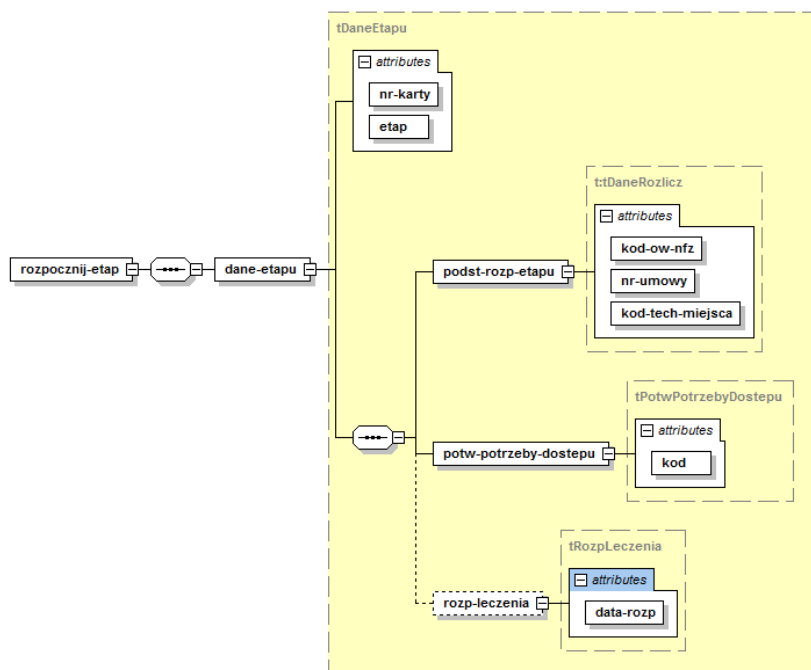 tDaneEtapu
attributes
nr-karty
etap
t:tDaneRozlicz
attributes
kod-ow-nfz
nr-umowy
kod-tech-miejsca
rozpocznij-etap
dane-etapu
podst-rozp-etapu
tPotwPotrzebyDostepu
attributes
kod
potw-potrzeby-dostepu
tRozpLeczenia
attributes
data-rozp
rozp-leczenia